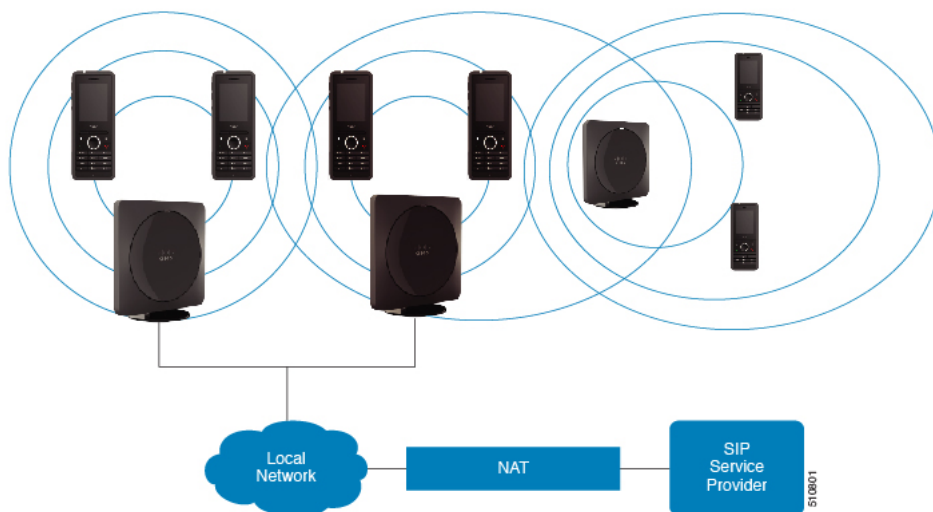 Local
Network
NAT
SIP
Service
Provider
510801